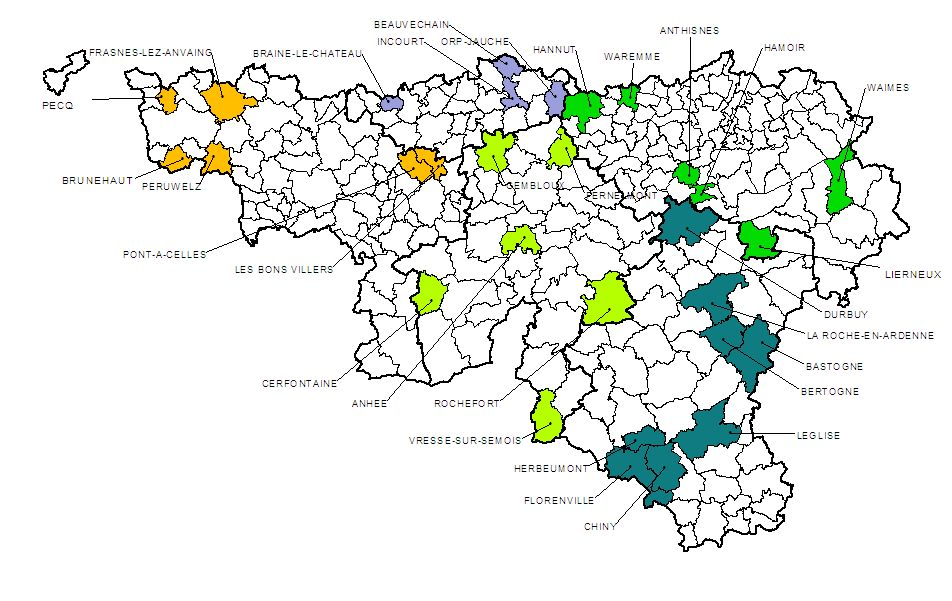 BEAUVECHAIN
ANTHISNES
INCOURT
ORP-JAUCHE
HANNUT
HAMOIR
FRASNES-LEZ-ANVAING
BRAINE-LE-CHATEAU
WAREMME
WAIMES
PECQ
BRUNEHAUT
PERUWELZ
GEMBLOUX
FERNELMONT
PONT-A-CELLES
LES BONS VILLERS
LIERNEUX
DURBUY
LA ROCHE-EN-ARDENNE
BASTOGNE
CERFONTAINE
BERTOGNE
ANHEE
ROCHEFORT
VRESSE-SUR-SEMOIS
LEGLISE
HERBEUMONT
FLORENVILLE
CHINY